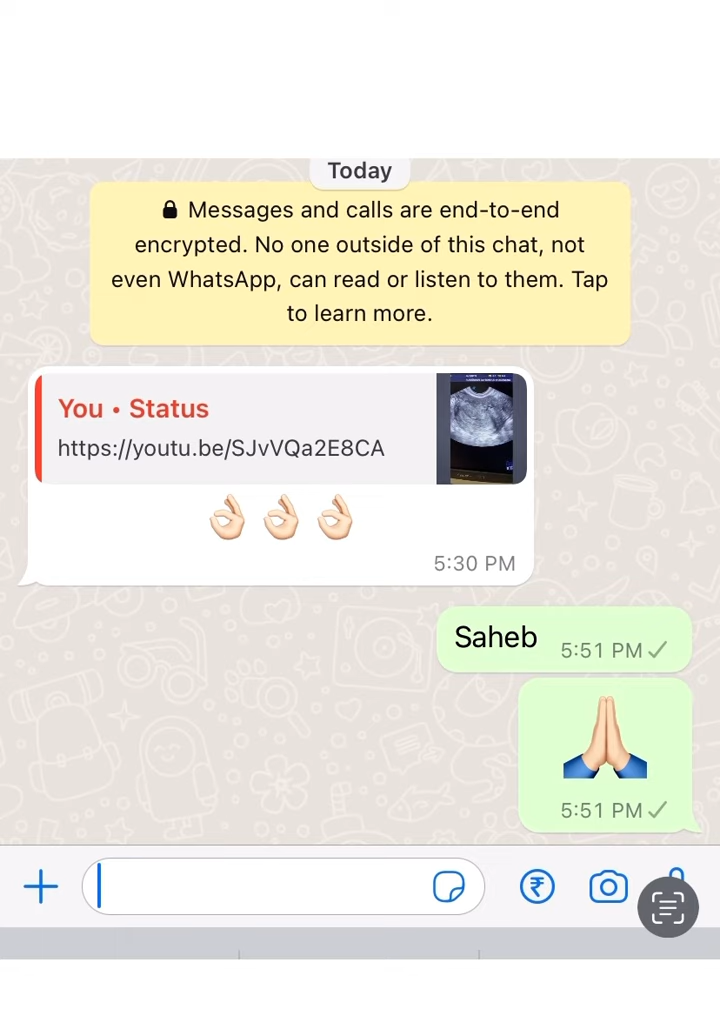 Today
Messages and calls are end-to-end
encrypted. No one outside of this chat, not
even WhatsApp, can read or listen to them. Tap
to learn more.
You • Status
https://youtu.be/SJvVQa2E8CA
👌🏻👌🏻👌🏻
5:30 PM
Saheb 5:51 PM
🙏🏻
5:51 PM